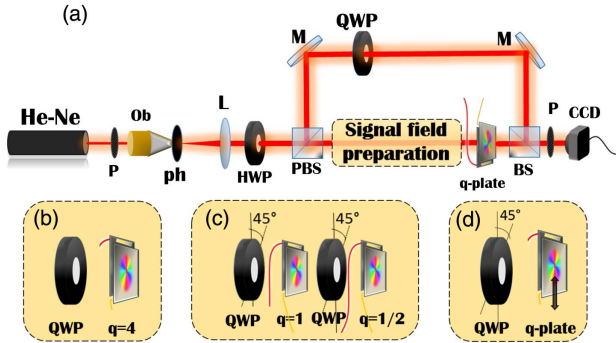 (a)
M
QWP
M
He-Ne
Ob
L
P
CCD
Signal field
preparation
P
ph
HWP
PBS
q-plate
BS
(b)
(c)
45°
45°
(d)
45°
QWP
q=4
QWP
q=1
QWP
q=1/2
QWP
q-plate